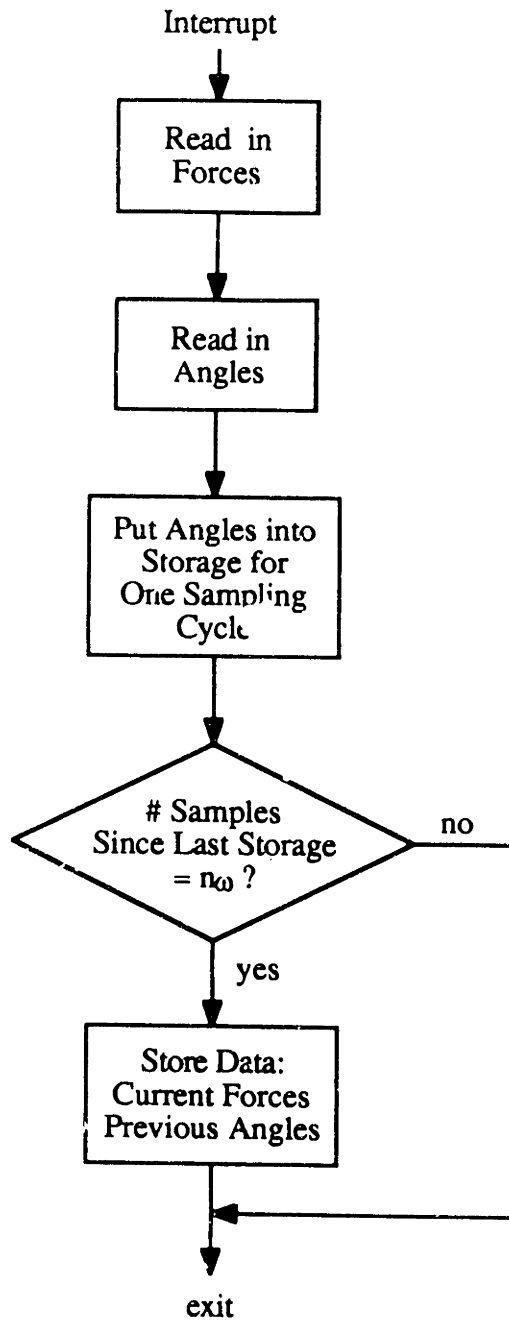 Interrupt
Read in
Forces
Read in
Angles
Put Angles into
Storage for
One Sampling
Cycle
# Samples
Since Last Storage
= nω ?
no
yes
Store Data:
Current Forces
Previous Angles
exit